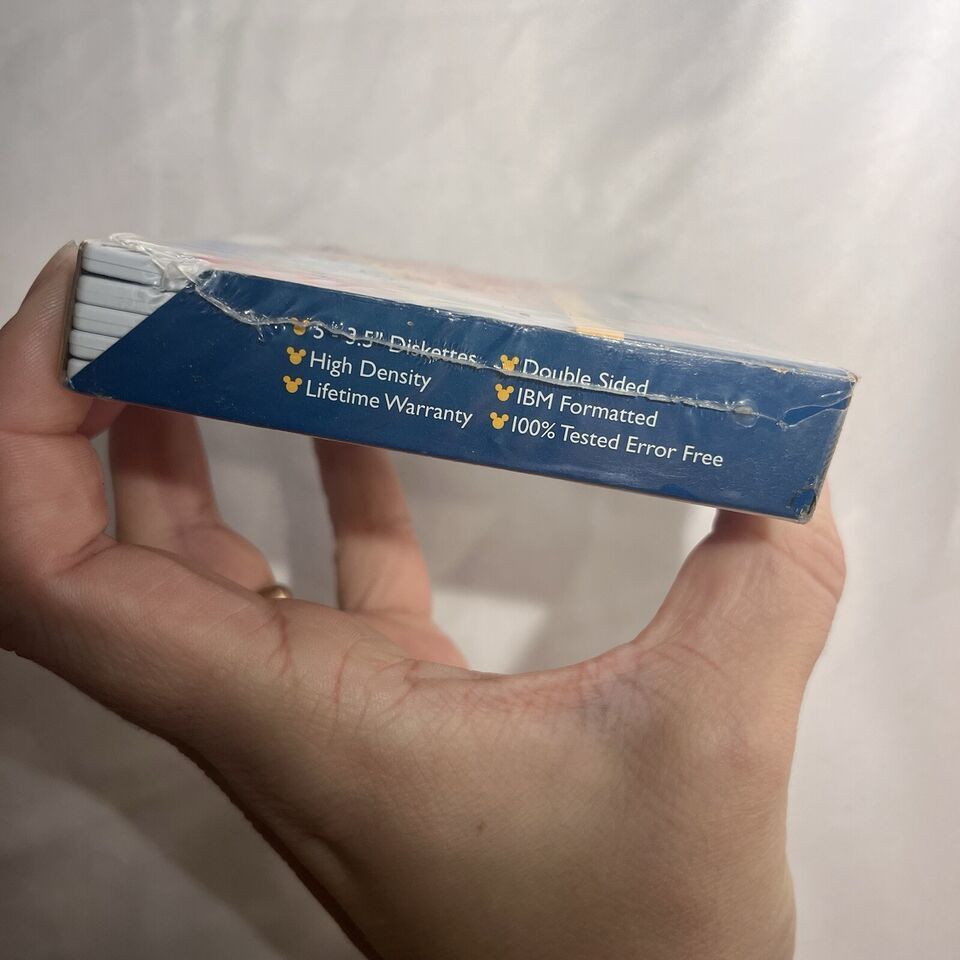 5 - 3.5" Diskettes
High Density
Lifetime Warranty
Double Sided
IBM Formatted
100% Tested Error Free